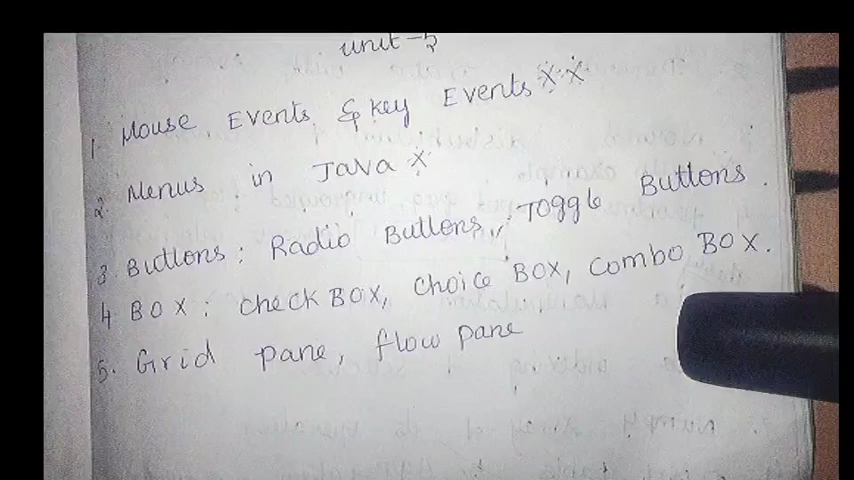 unit-5
1 Mouse Events & key Events X X
2. Menus in JAVA X
3. Buttons : Radio Buttons, Toggle Buttons.
4 BOX : check BOX, choice BOX, combo BOX.
5. Grid pane, flow pane